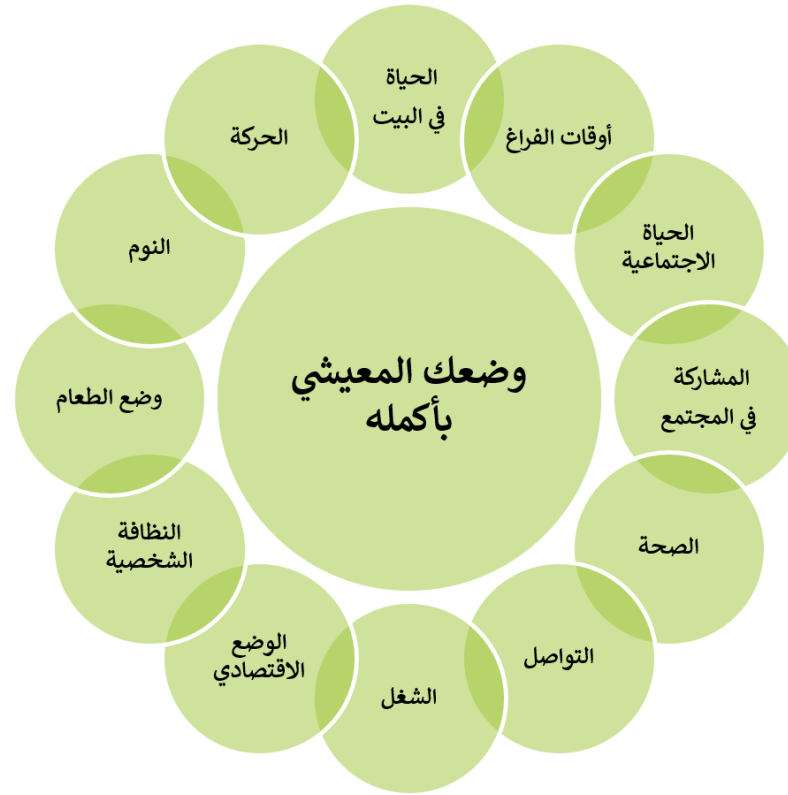 الحياة
في البيت
أوقات الفراغ
الحياة
الاجتماعية
المشاركة
في المجتمع
الصحة
التواصل
الشغل
الوضع
الاقتصادي
النظافة
الشخصية
وضع الطعام
النوم
الحركة
وضعك المعيشي
بأكمله